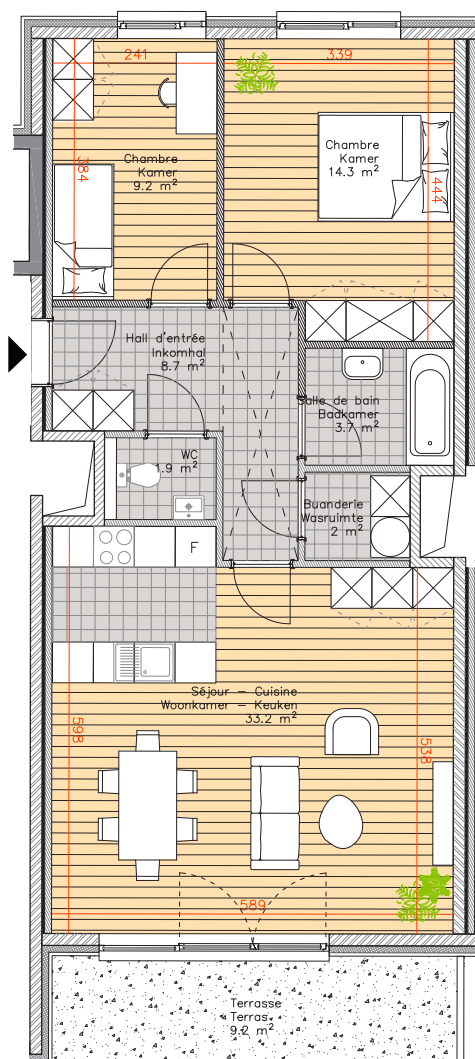 241
339
Chambre
Kamer
9.2 m²
Chambre
Kamer
14.3 m²
384
444
Hall d'entrée
Inkomhal
8.7 m²
Salle de bain
Badkamer
3.7 m²
WC
1.9 m²
Buanderie
Wasruimte
2 m²
F
Séjour – Cuisine
Woonkamer – Keuken
33.2 m²
598
538
589
Terrasse
Terras
9.2 m²